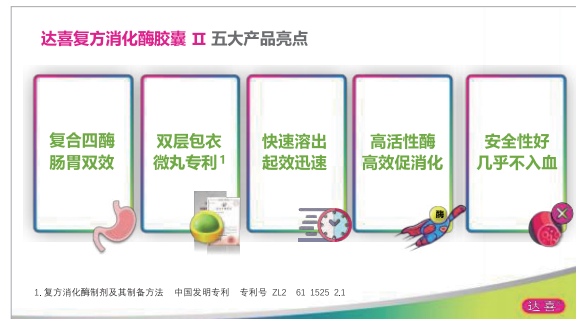 达喜复方消化酶胶囊 Ⅱ 五大产品亮点
复合四酶
肠胃双效
双层包衣
微丸专利1
快速溶出
起效迅速
高活性酶
高效促消化
安全性好
几乎不入血
酶
1.复方消化酶制剂及其制备方法 中国发明专利 专利号 ZL2 61 1525 2.1
达喜